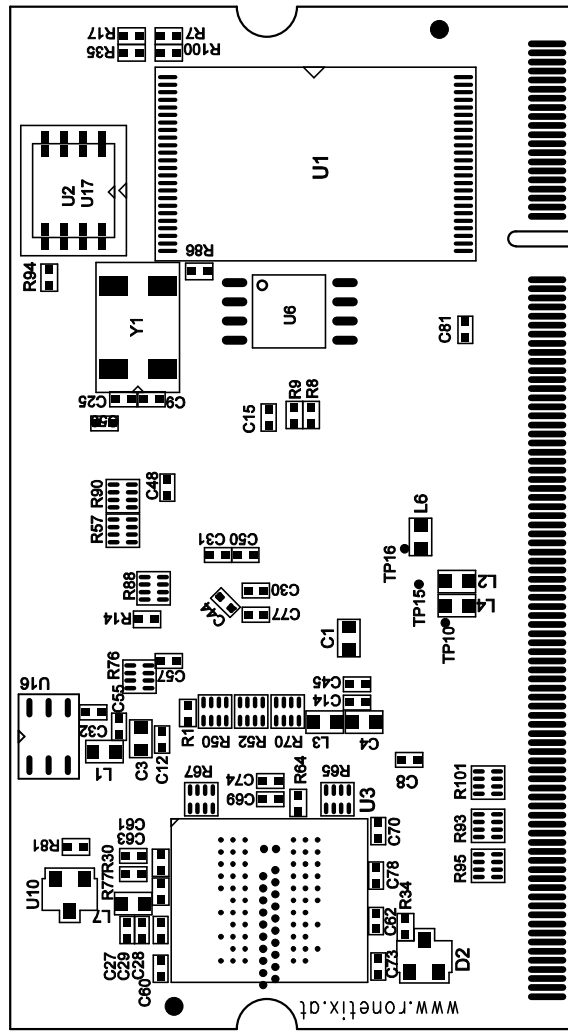 R17
R7
R35
R100
U1
U2
U17
R94
R86
Y1
U6
C81
C25
C9
C15
R9
R8
C48
R90
R57
L6
TP16
C50 C31
R88
C30
TP15
L2
C44
C77
L4
R14
TP10
C1
R76
C57
U16
C45
C55
C14
C32
R1
R50
R52
R70
L3
C4
L1
C3
C12
C8
R67
C74
R64
R65
R101
C69
U3
C61
C70
R93
C63
R81
R30
R77
C78
R95
U10
L7
R34
C62
C27
C29
C28
C60
C73
D2
www.ronetix.at